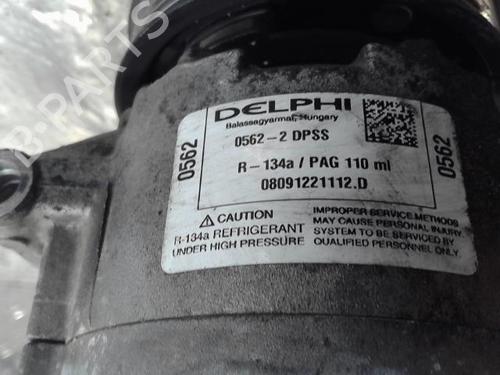 DELPHI
Balassagyarmat, Hungary
0562-2 DPSS
R-134a / PAG 110 ml
08091221112.D
0562
0562
CAUTION
R-134a REFRIGERANT
UNDER HIGH PRESSURE
IMPROPER SERVICE METHODS
MAY CAUSE PERSONAL INJURY
SYSTEM TO BE SERVICED BY
QUALIFIED PERSONNEL ONLY.
B-PARTS